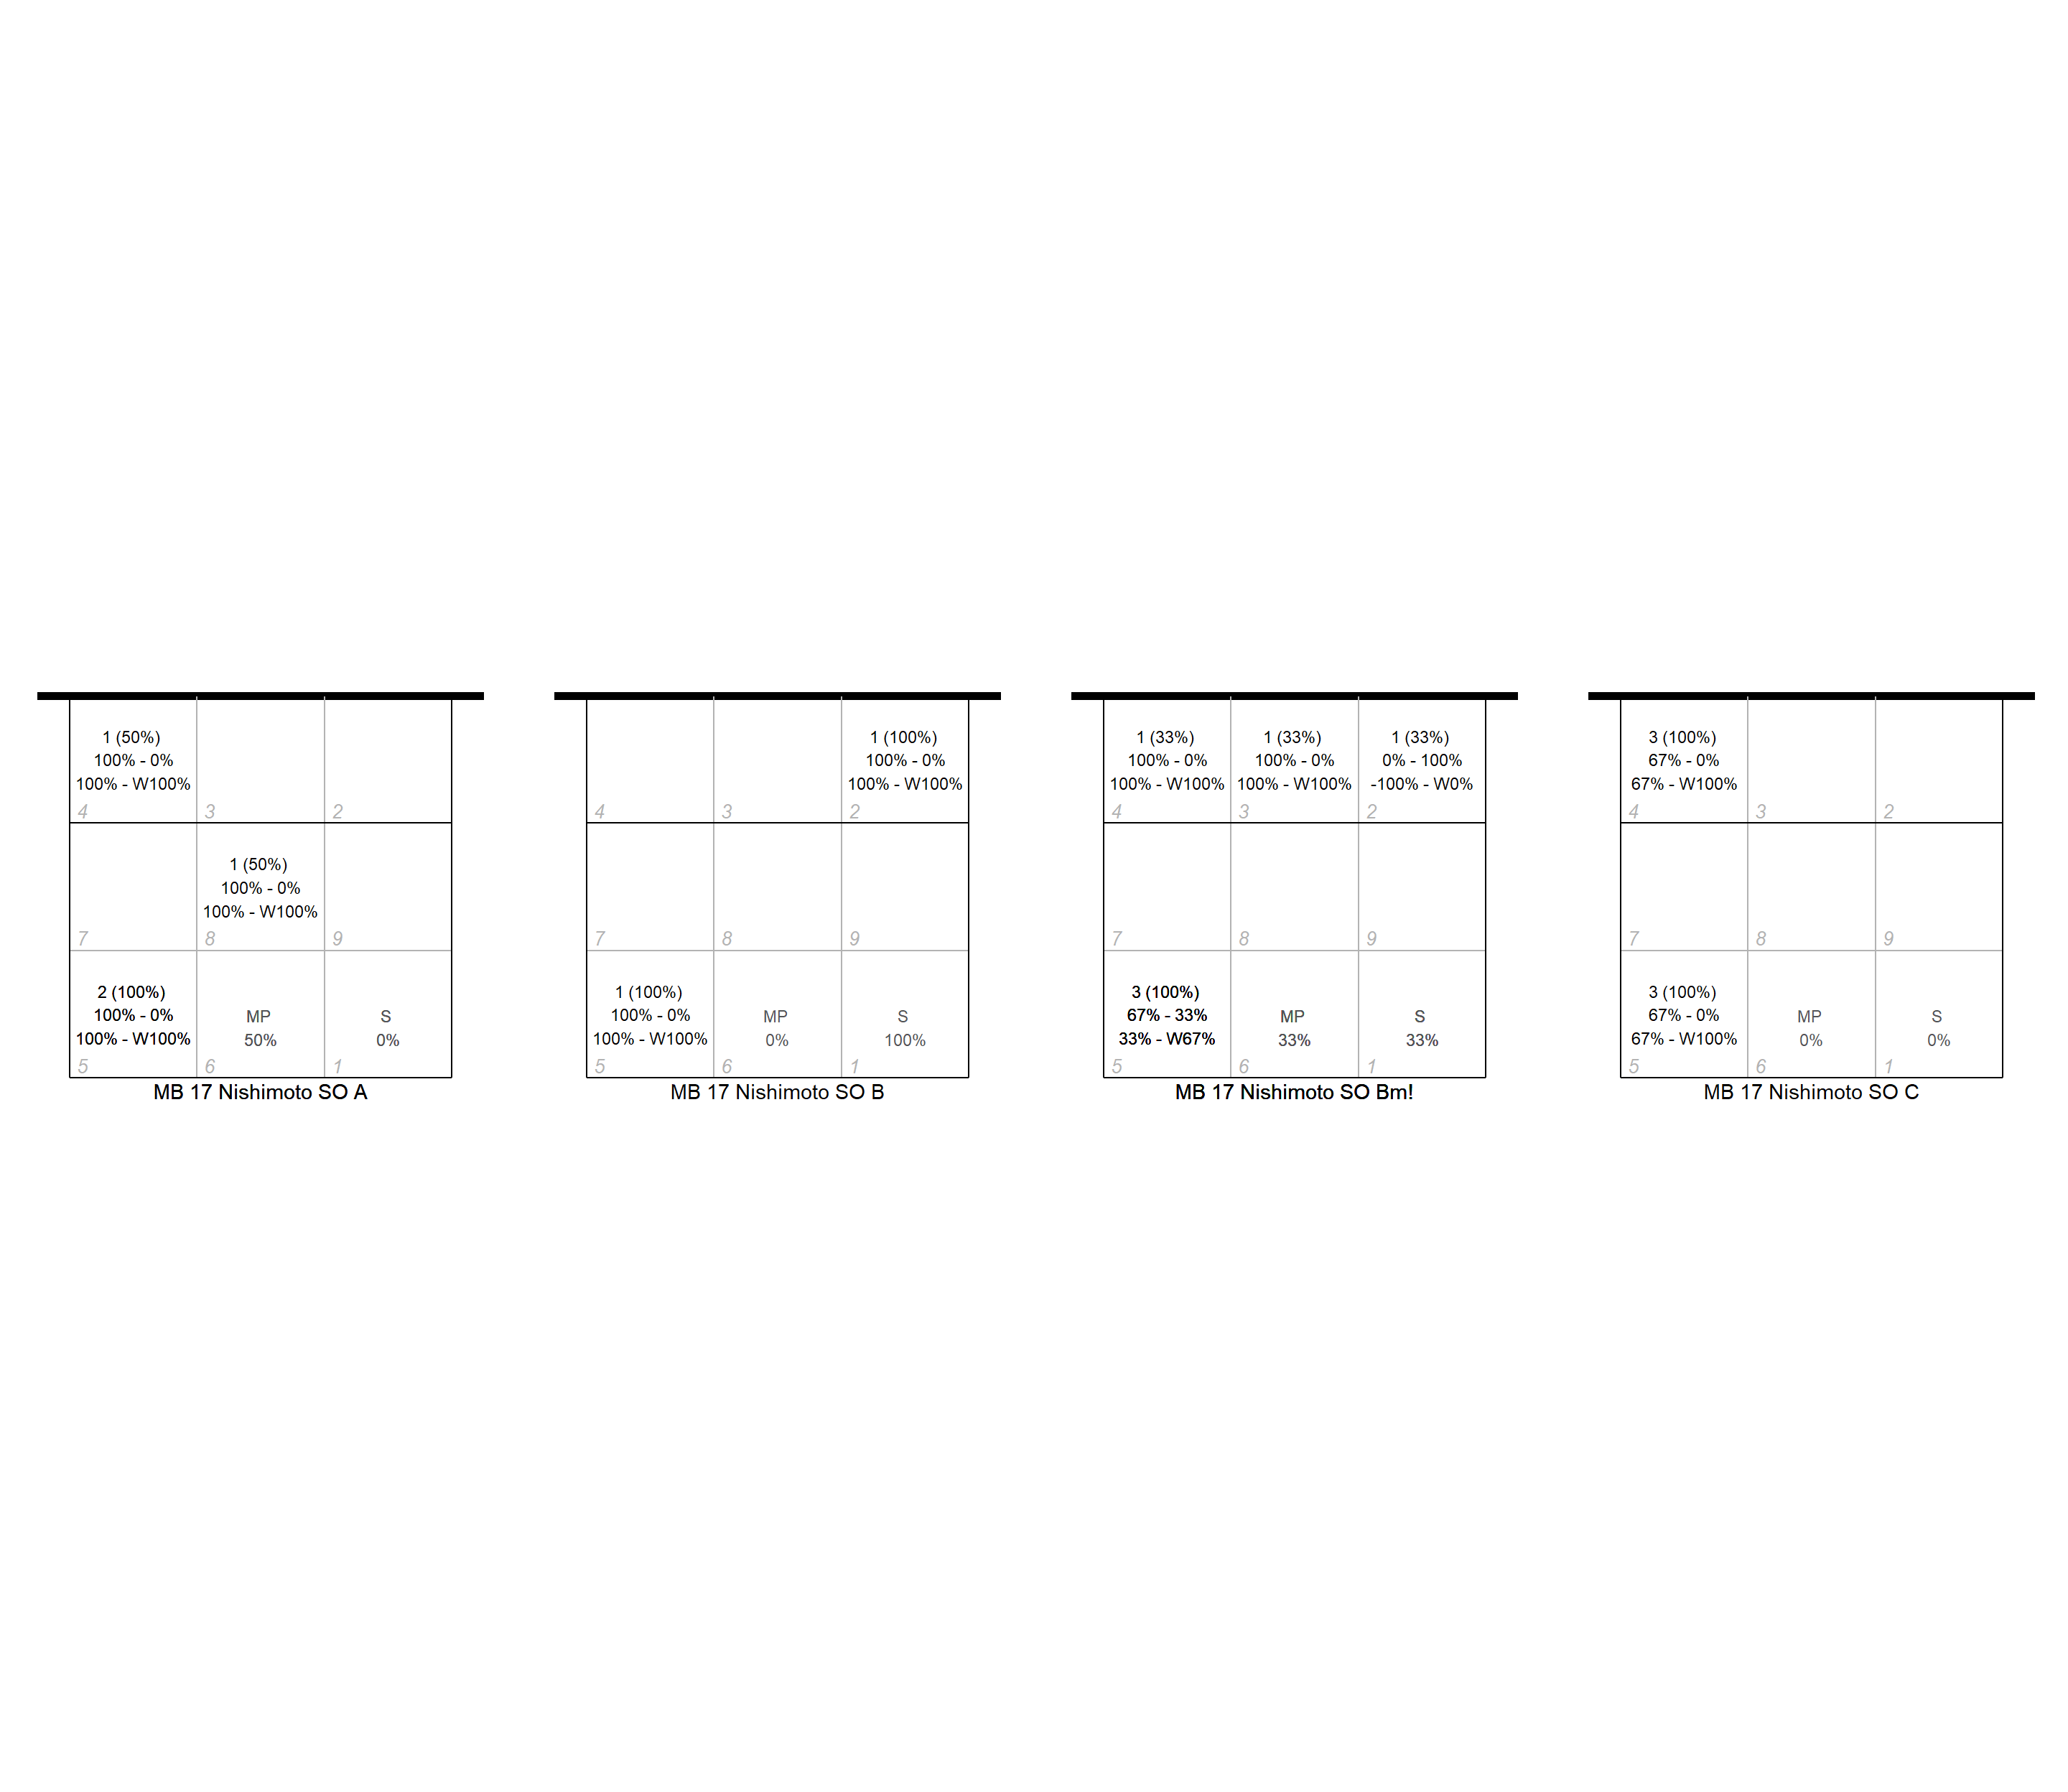 1 (50%)
100% - 0%
100% - W100%
4
3
2
1 (50%)
100% - 0%
100% - W100%
7
8
9
2 (100%)
100% - 0%
100% - W100%
5
MP
50%
6
S
0%
1
MB 17 Nishimoto SO A
4
3
1 (100%)
100% - 0%
100% - W100%
2
7
8
9
1 (100%)
100% - 0%
100% - W100%
5
MP
0%
6
S
100%
1
MB 17 Nishimoto SO B
1 (33%)
100% - 0%
100% - W100%
4
1 (33%)
100% - 0%
100% - W100%
3
1 (33%)
0% - 100%
-100% - W0%
2
7
8
9
3 (100%)
67% - 33%
33% - W67%
5
MP
33%
6
S
33%
1
MB 17 Nishimoto SO Bm!
3 (100%)
67% - 0%
67% - W100%
4
3
2
7
8
9
3 (100%)
67% - 0%
67% - W100%
5
MP
0%
6
S
0%
1
MB 17 Nishimoto SO C